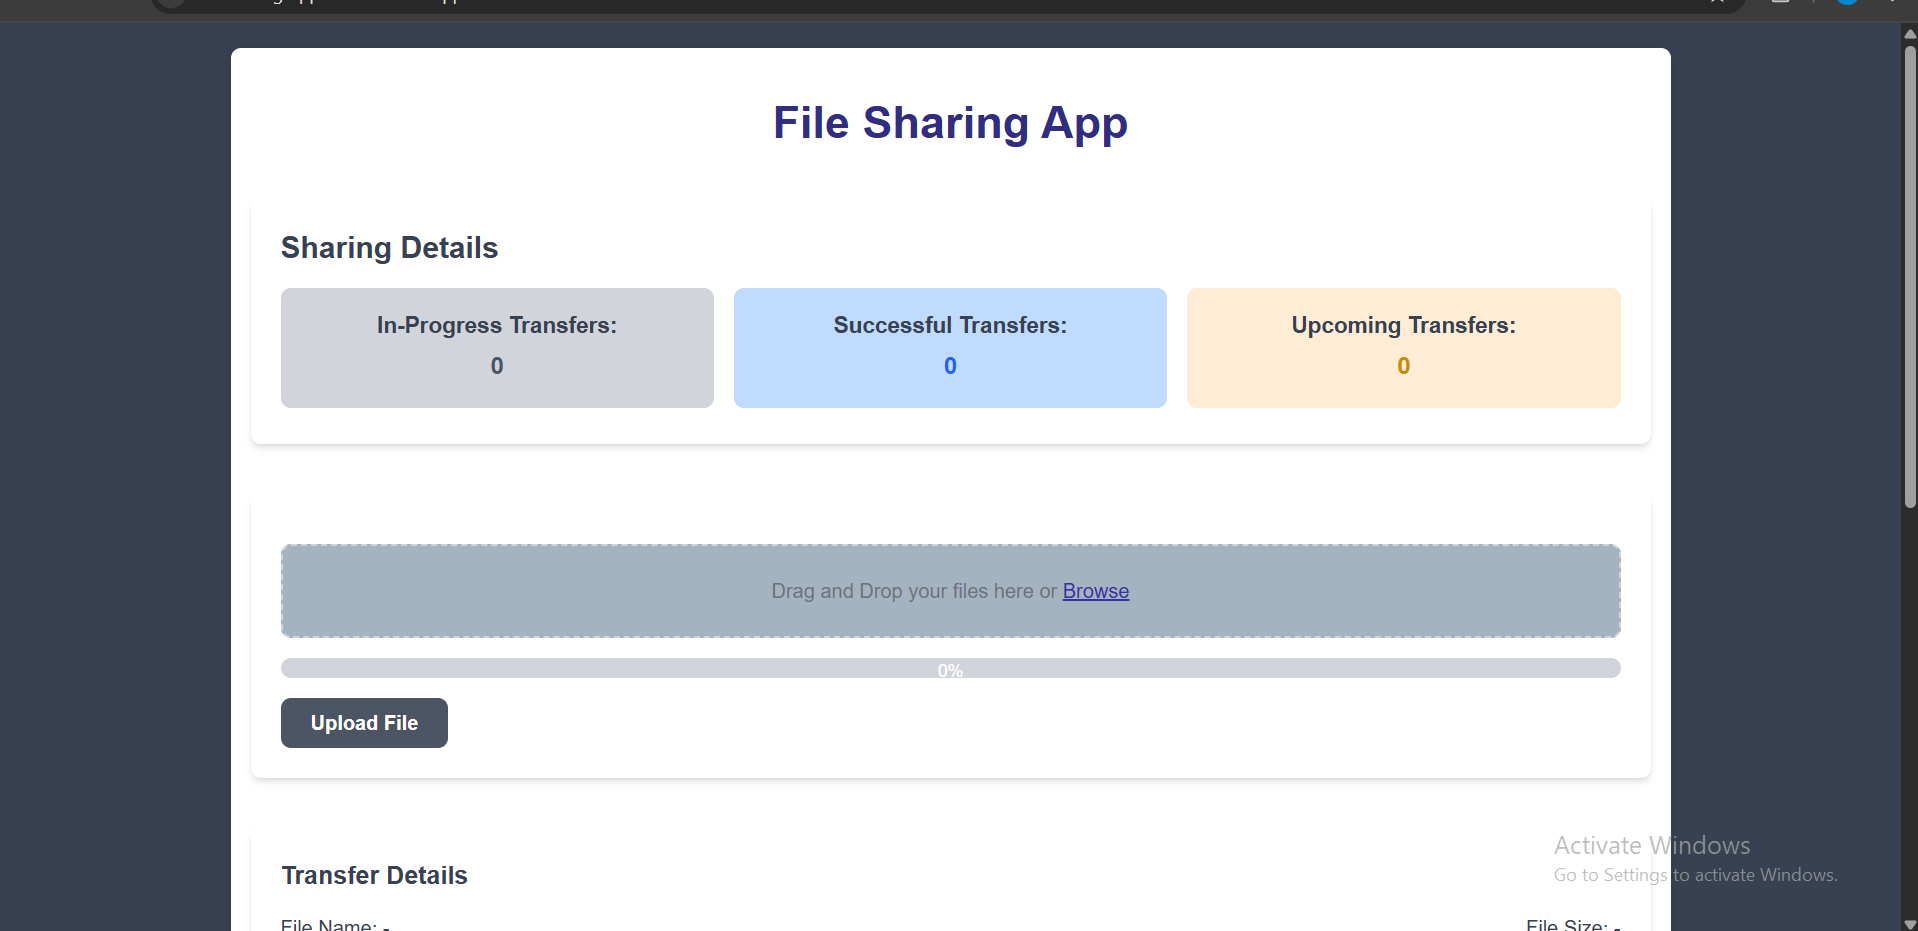 File Sharing App
Sharing Details
In-Progress Transfers:
0
Successful Transfers:
0
Upcoming Transfers:
0
Drag and Drop your files here or Browse
0%
Upload File
Activate Windows
Go to Settings to activate Windows.
Transfer Details
File Name: -
File Size: -